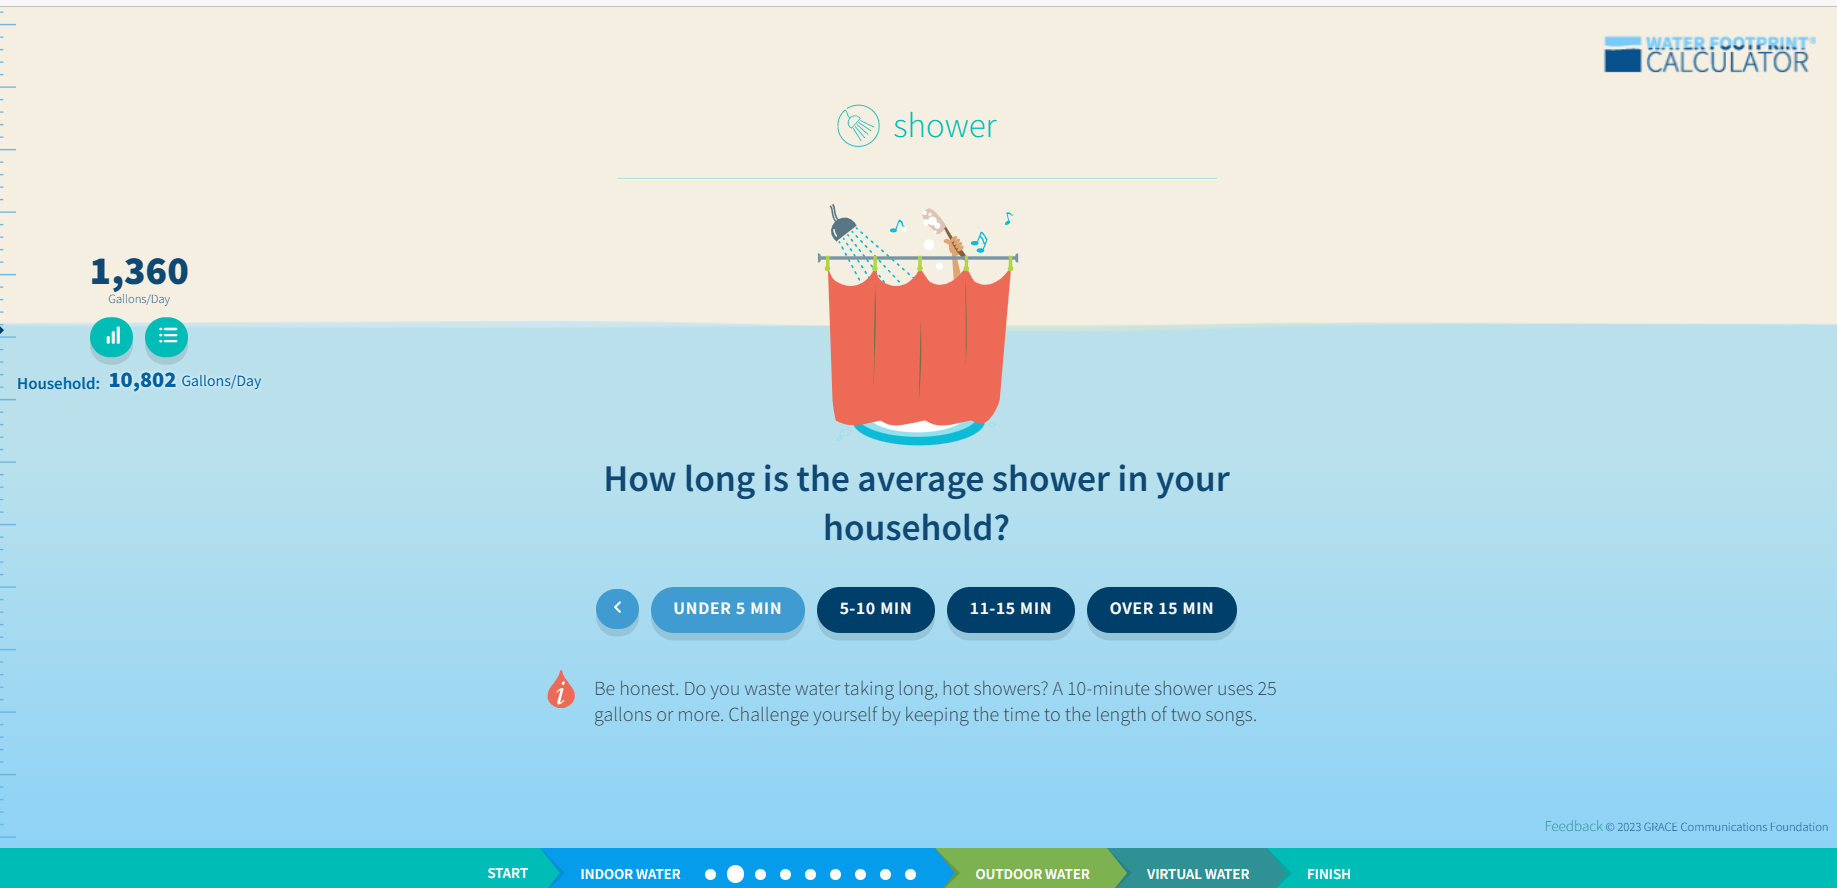 WATER FOOTPRINT®
CALCULATOR
shower
1,360
Gallons/Day
Household: 10,802 Gallons/Day
How long is the average shower in your
household?
UNDER 5 MIN
5-10 MIN
11-15 MIN
OVER 15 MIN
i
Be honest. Do you waste water taking long, hot showers? A 10-minute shower uses 25
gallons or more. Challenge yourself by keeping the time to the length of two songs.
Feedback © 2023 GRACE Communications Foundation
START
INDOOR WATER
OUTDOOR WATER
VIRTUAL WATER
FINISH